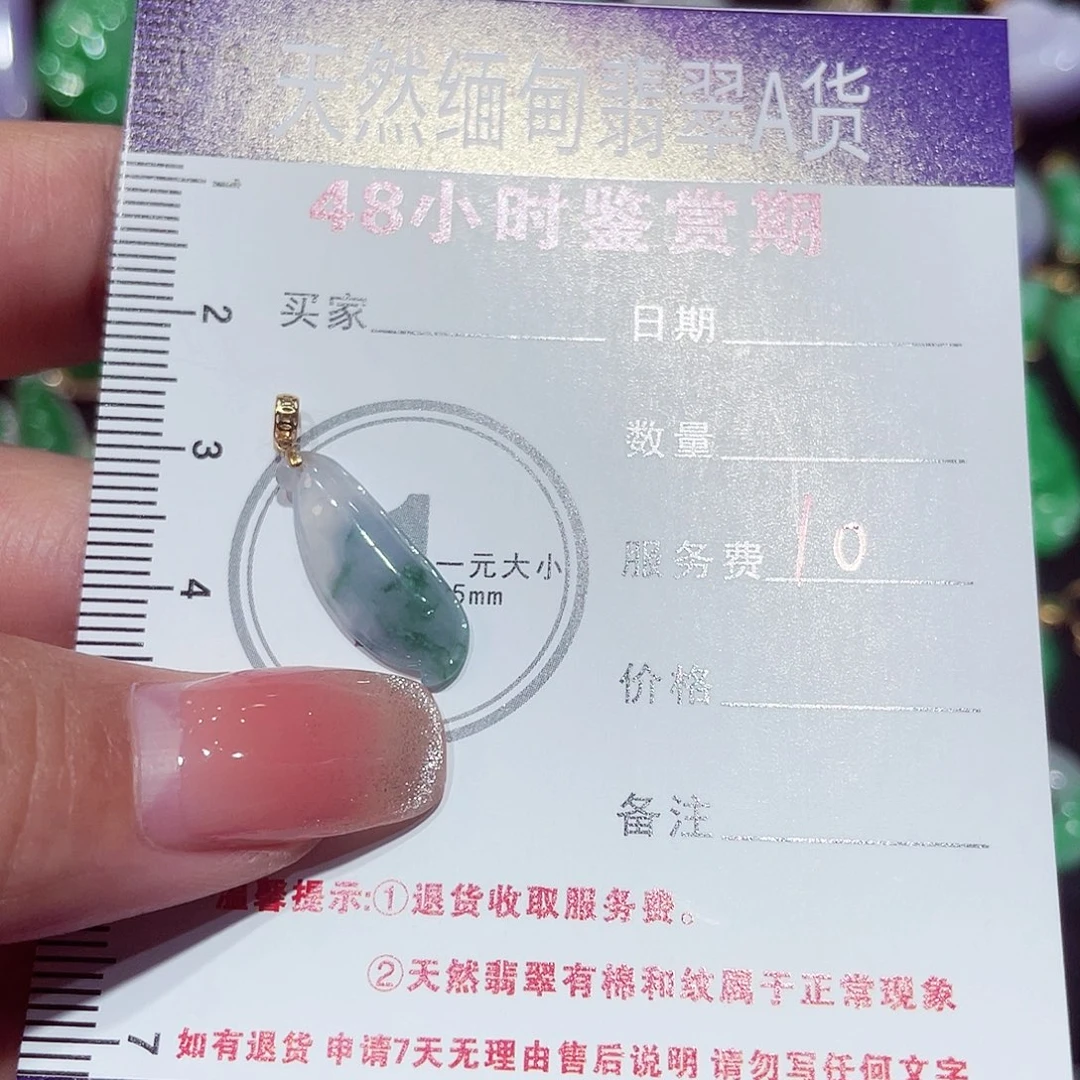 天然缅甸翡翠A货
48小时鉴赏期
1
2
买家 日期
3
数量
1
一元大小
5mm
服务费 10
4
价格
备注
温馨提示:①退货收取服务费。
②天然翡翠有棉和纹属于正常现象
7
如有退货 申请7天无理由售后说明 请勿写任何文字